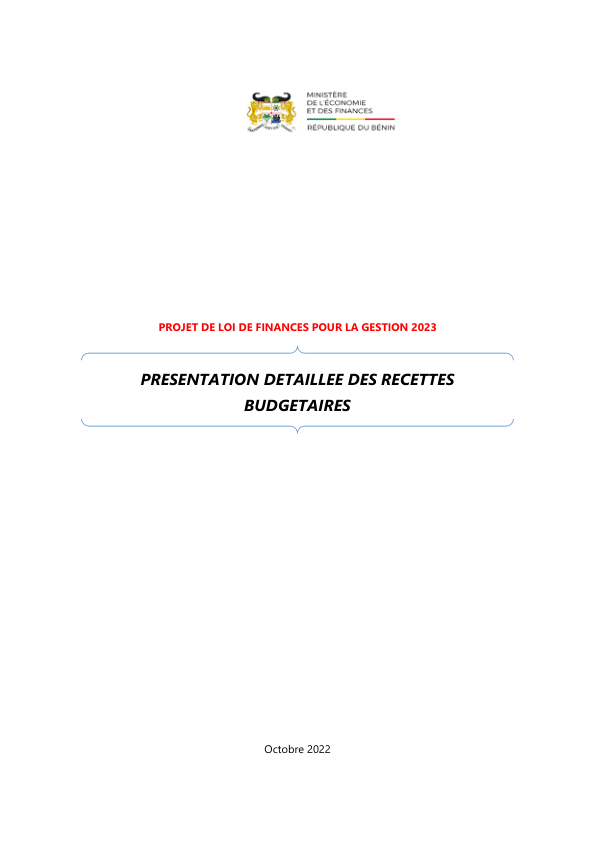 MINISTÈRE
DE L'ÉCONOMIE
ET DES FINANCES
RÉPUBLIQUE DU BÉNIN
PROJET DE LOI DE FINANCES POUR LA GESTION 2023
PRESENTATION DETAILLEE DES RECETTES
BUDGETAIRES
Octobre 2022